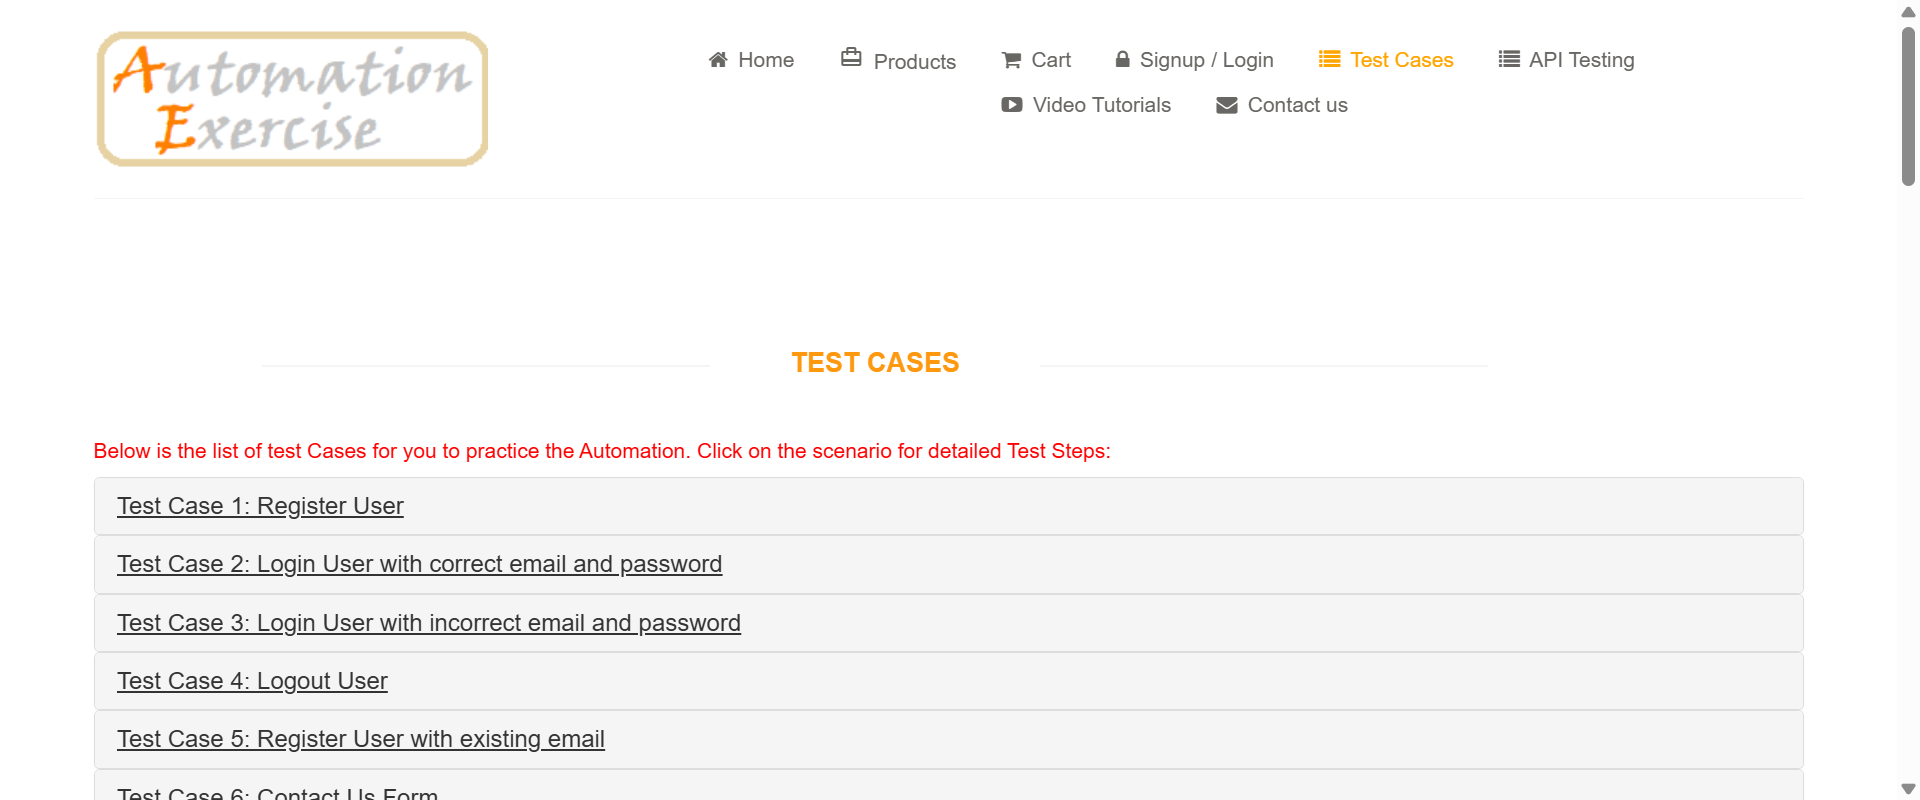 Automation
Exercise
Home Products Cart Signup / Login Test Cases API Testing
Video Tutorials Contact us
TEST CASES
Below is the list of test Cases for you to practice the Automation. Click on the scenario for detailed Test Steps:
Test Case 1: Register User
Test Case 2: Login User with correct email and password
Test Case 3: Login User with incorrect email and password
Test Case 4: Logout User
Test Case 5: Register User with existing email
Test Case 6: Contact Us Form